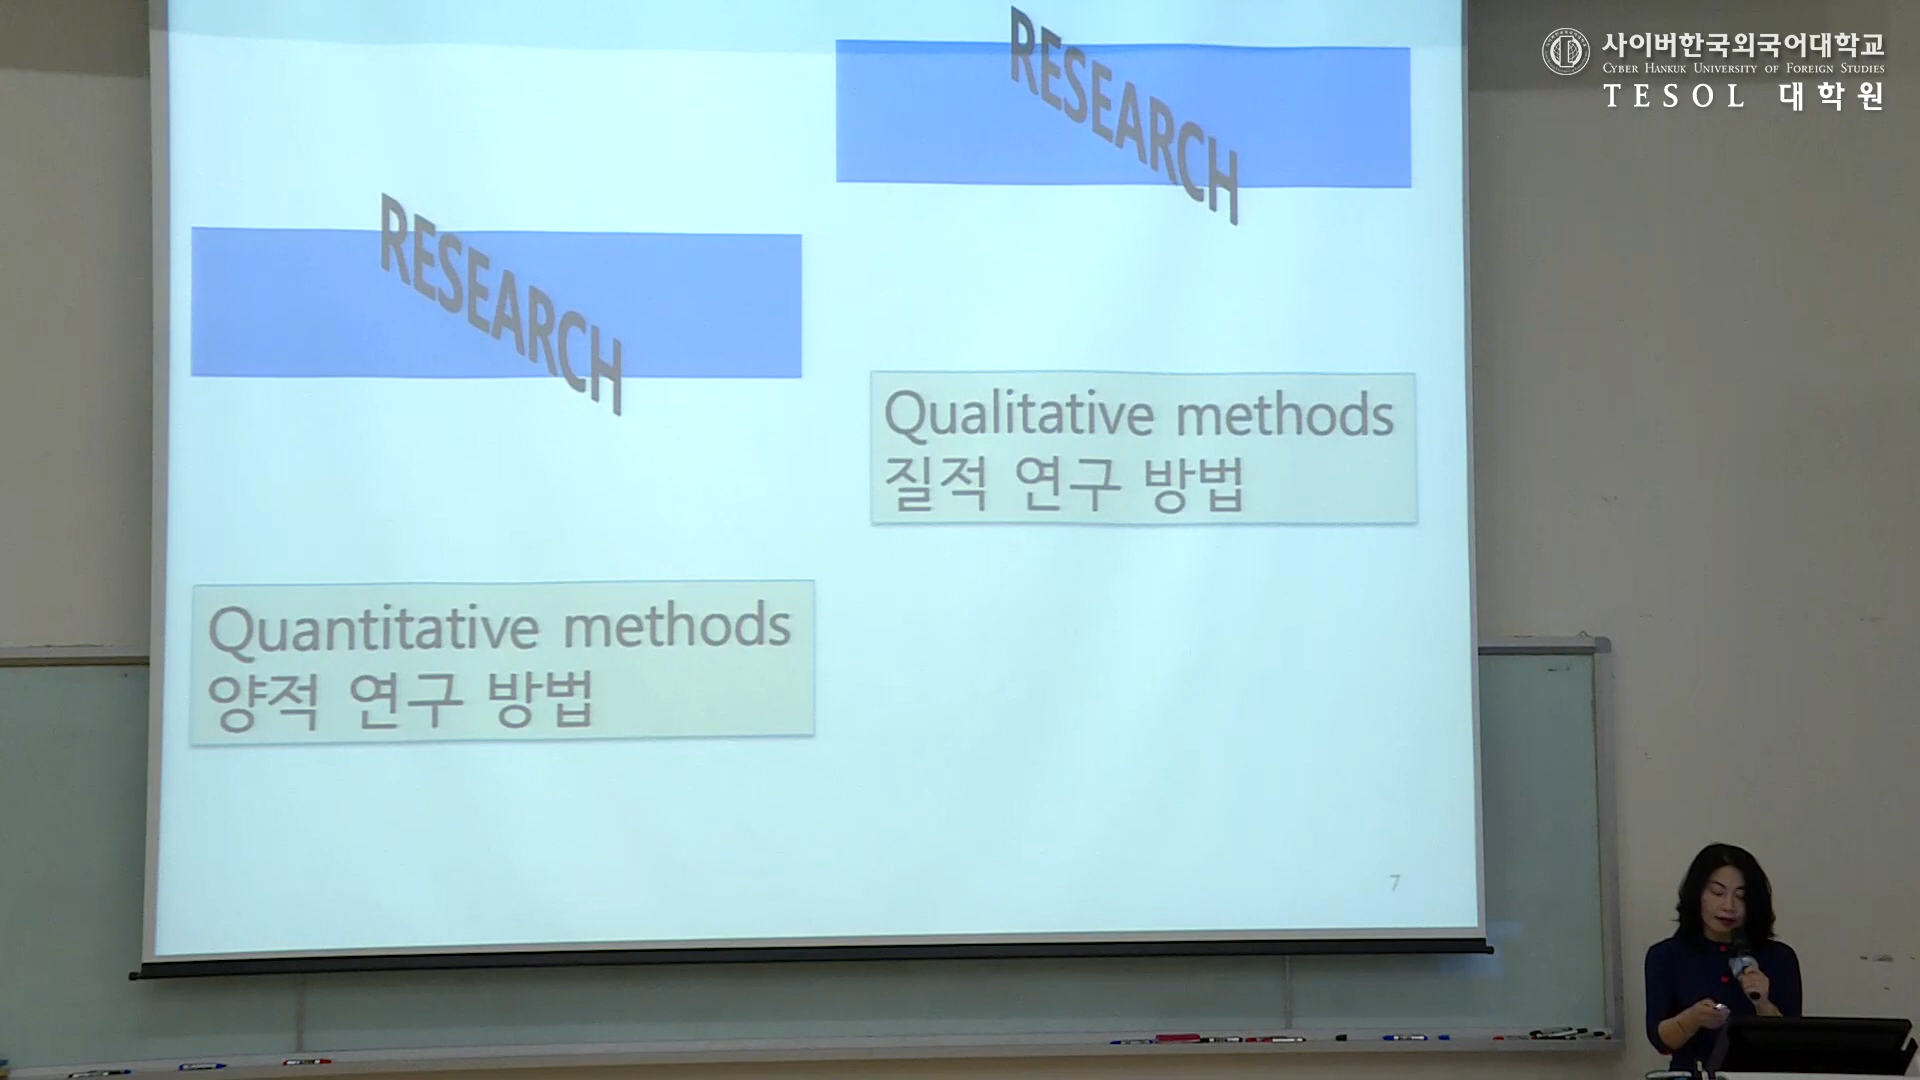 사이버한국외국어대학교
CYBER HANKUK UNIVERSITY OF FOREIGN STUDIES
TESOL 대학원
RESEARCH
RESEARCH
Qualitative methods
질적 연구 방법
Quantitative methods
양적 연구 방법
7